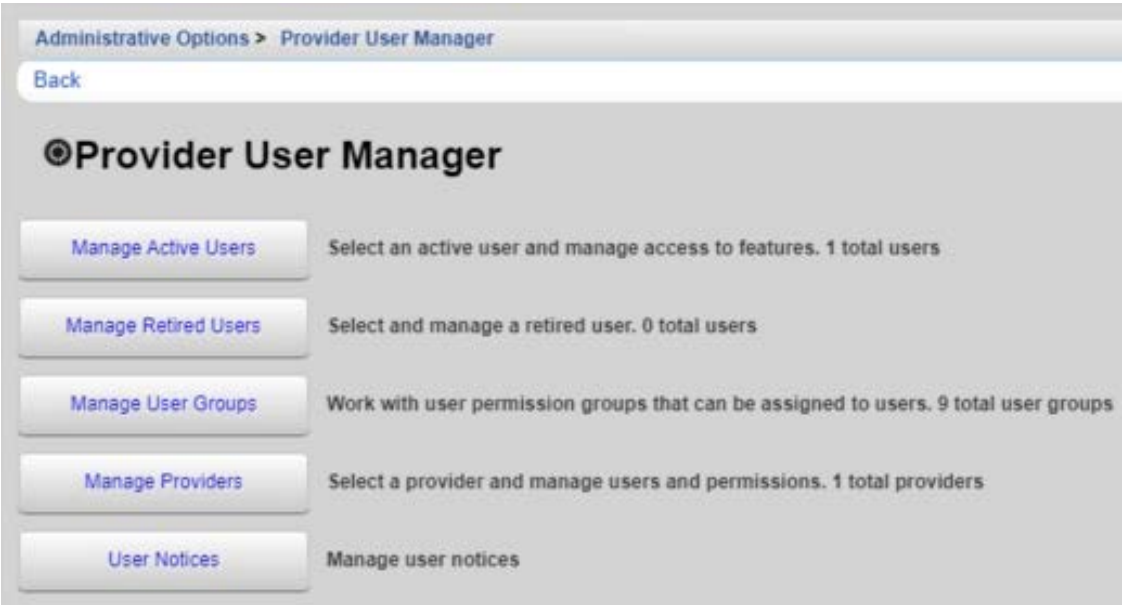 Administrative Options > Provider User Manager
Back
Provider User Manager
Manage Active Users Select an active user and manage access to features. 1 total users
Manage Retired Users Select and manage a retired user. 0 total users
Manage User Groups Work with user permission groups that can be assigned to users. 9 total user groups
Manage Providers Select a provider and manage users and permissions. 1 total providers
User Notices Manage user notices